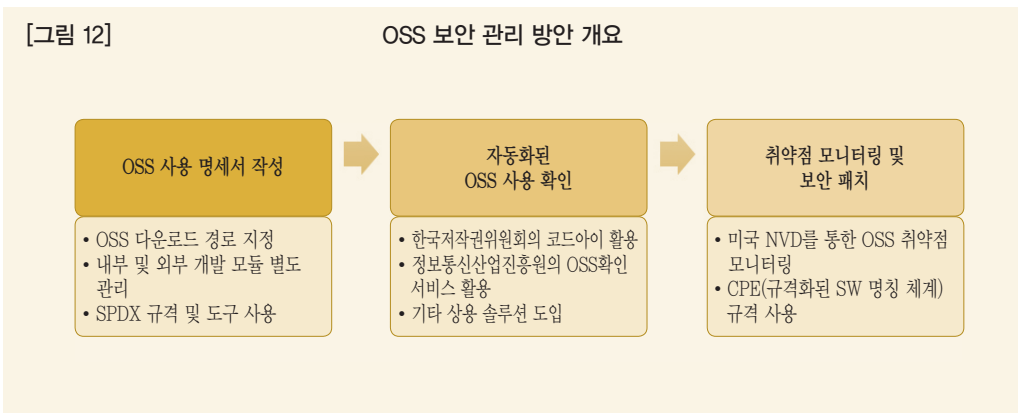 [그림 12]
OSS 보안 관리 방안 개요
OSS 사용 명세서 작성
• OSS 다운로드 경로 지정
• 내부 및 외부 개발 모듈 별도
관리
• SPDX 규격 및 도구 사용
자동화된
OSS 사용 확인
• 한국저작권위원회의 코드아이 활용
• 정보통신산업진흥원의 OSS확인
서비스 활용
• 기타 상용 솔루션 도입
취약점 모니터링 및
보안 패치
• 미국 NVD를 통한 OSS 취약점
모니터링
• CPE(규격화된 SW 명칭 체계)
규격 사용